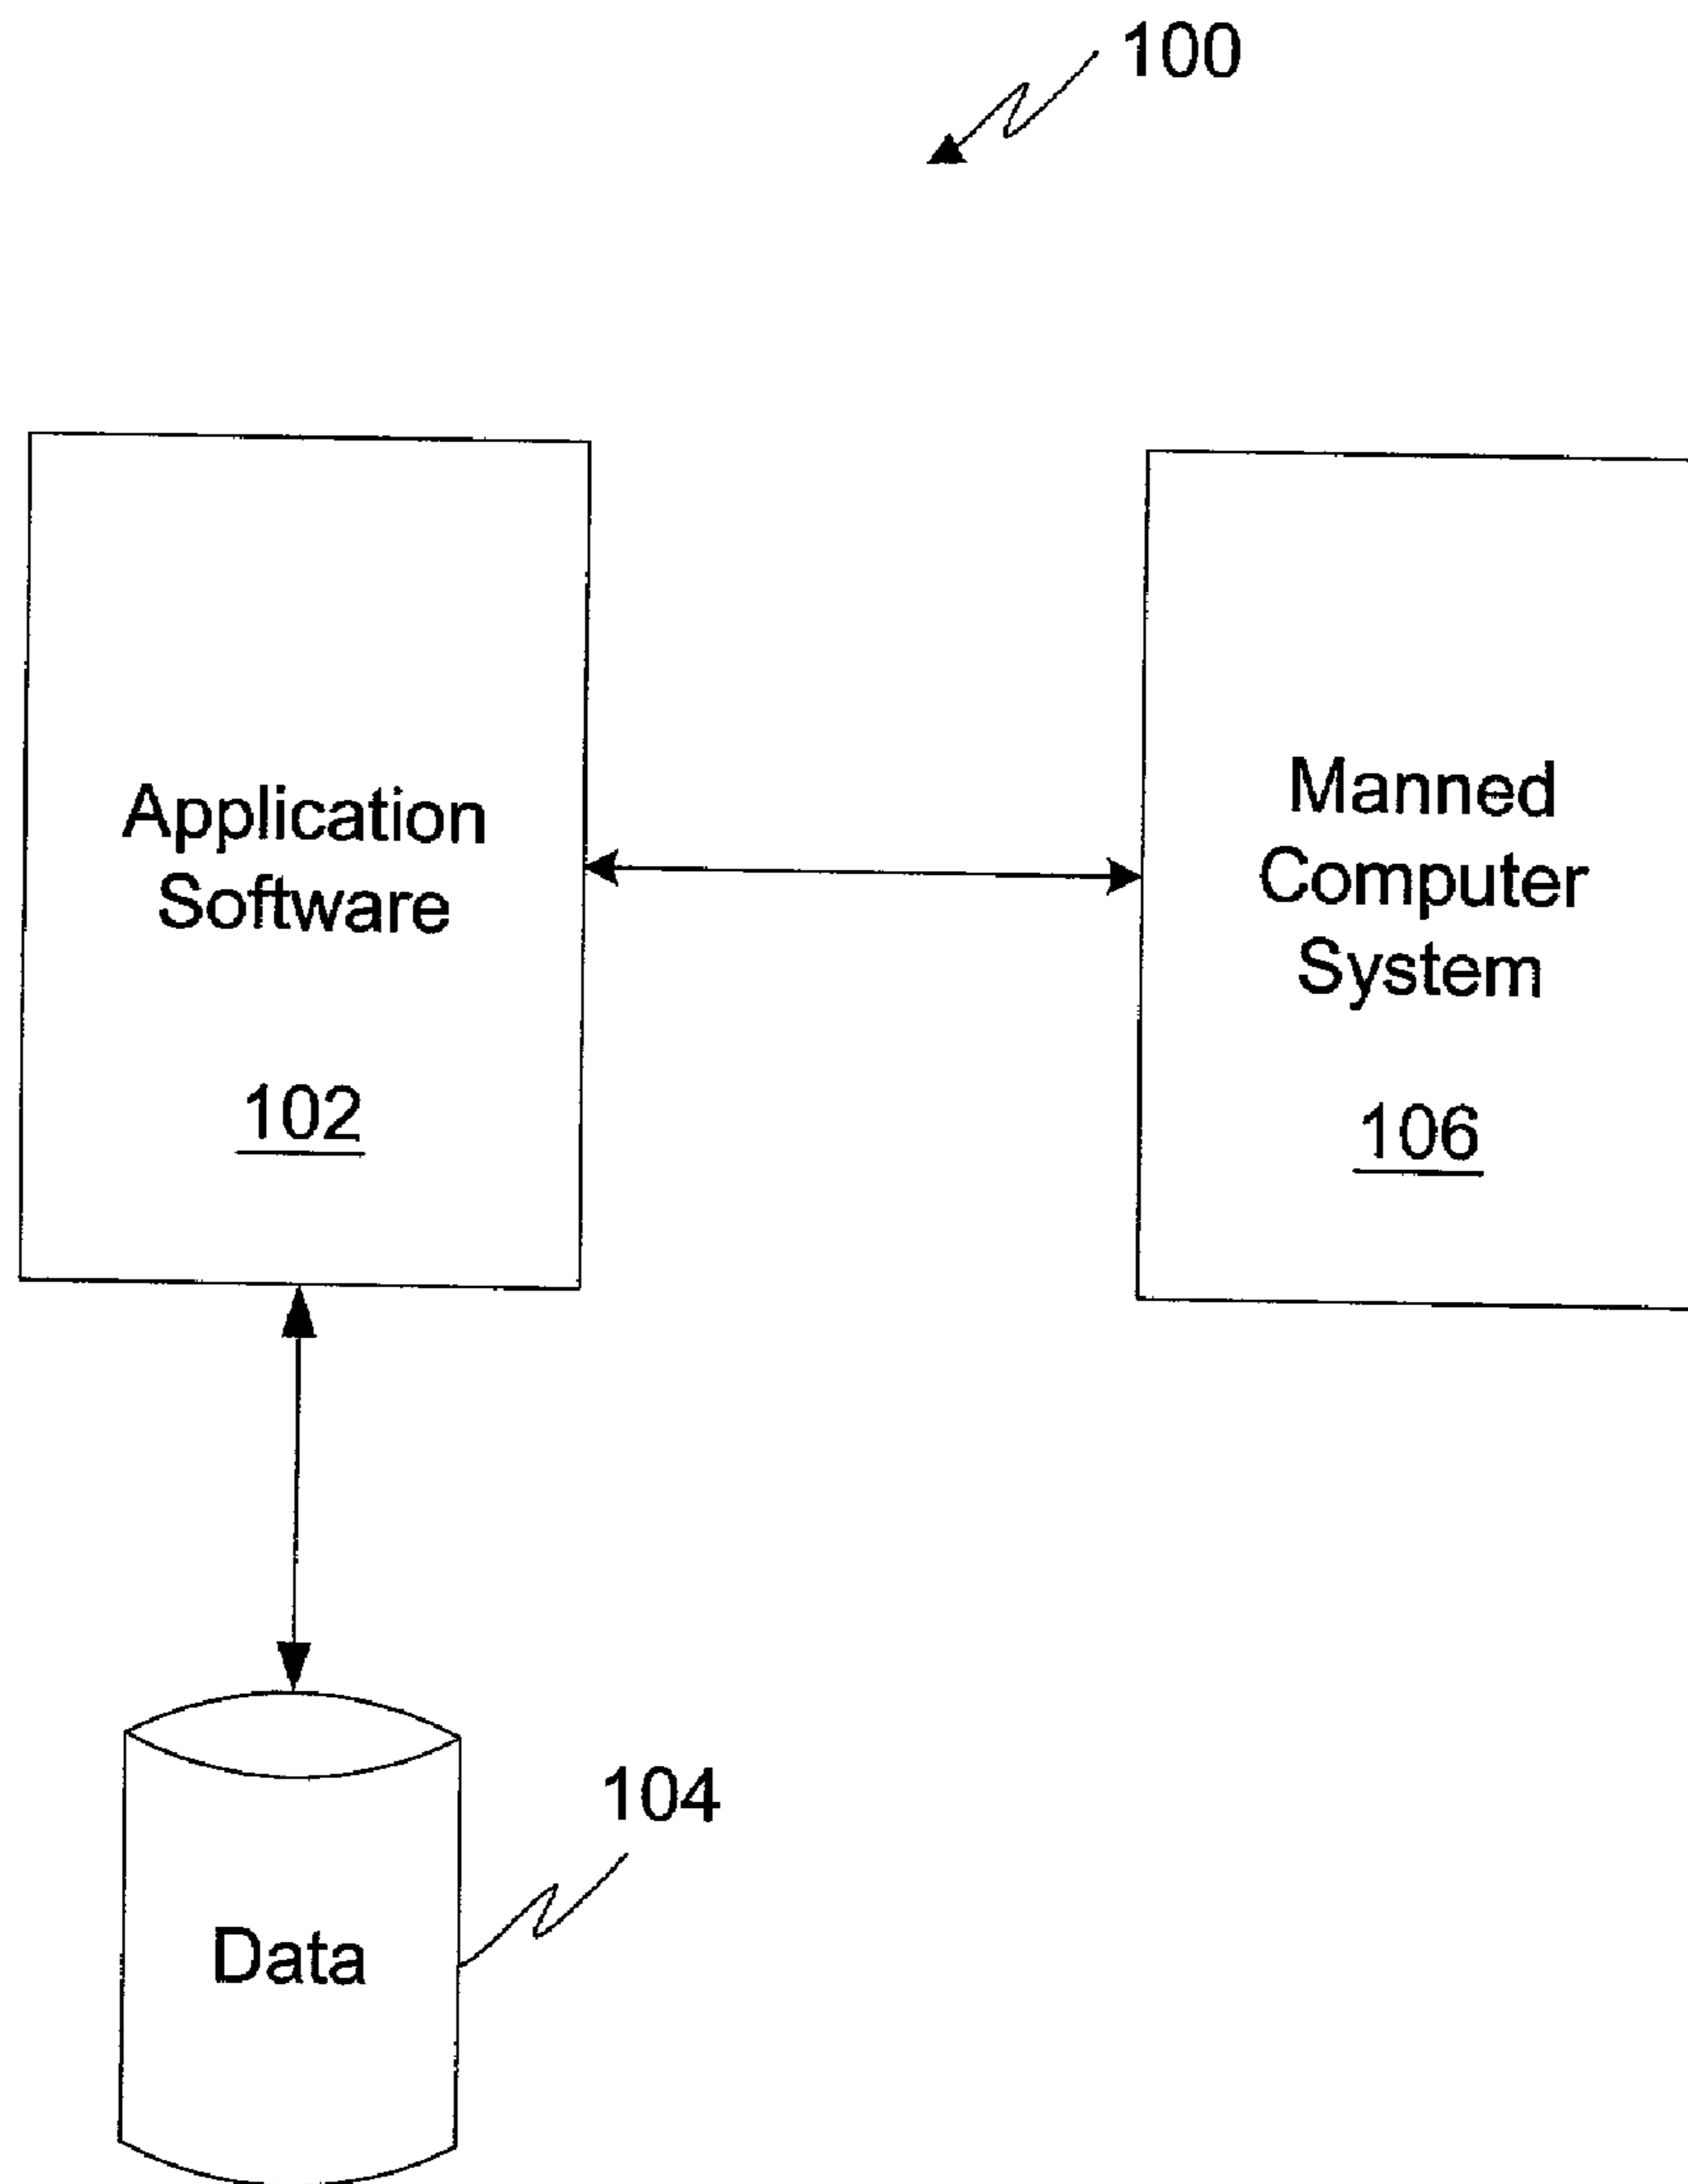 100
Application
Software
102
Manned
Computer
System
106
104
Data